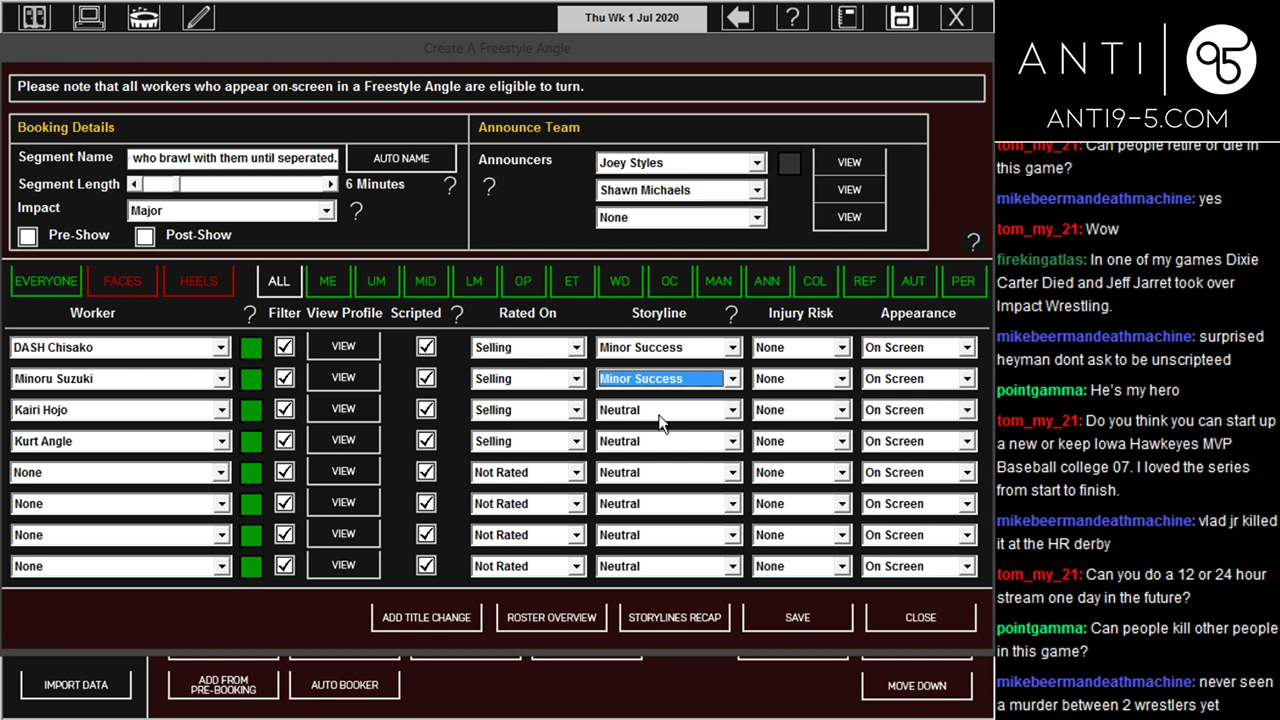 Thu Wk 1 Jul 2020
?
X
Create A Freestyle Angle
Please note that all workers who appear on-screen in a Freestyle Angle are eligible to turn.
Booking Details
Segment Name
who brawl with them until seperated.
AUTO NAME
Segment Length
6 Minutes
?
Impact
Major
?
Pre-Show
Post-Show
Announce Team
Announcers
?
Joey Styles
VIEW
Shawn Michaels
VIEW
None
VIEW
?
EVERYONE
FACES
HEELS
ALL
ME
UM
MID
LM
OP
ET
WD
OC
MAN
ANN
COL
REF
AUT
PER
Worker ? Filter View Profile Scripted ? Rated On Storyline ? Injury Risk Appearance
DASH Chisako VIEW Selling Minor Success None On Screen
Minoru Suzuki VIEW Selling Minor Success None On Screen
Kairi Hojo VIEW Selling Neutral None On Screen
Kurt Angle VIEW Selling Neutral None On Screen
None VIEW Not Rated Neutral None On Screen
None VIEW Not Rated Neutral None On Screen
None VIEW Not Rated Neutral None On Screen
None VIEW Not Rated Neutral None On Screen
ADD TITLE CHANGE
ROSTER OVERVIEW
STORYLINES RECAP
SAVE
CLOSE
IMPORT DATA
ADD FROM
PRE-BOOKING
AUTO BOOKER
MOVE DOWN
ANTI 95
ANTI9-5.COM
tom_my_21: Can people retire or die in
this game?
mikebeermandeathmachine: yes
tom_my_21: Wow
firekingatlas: In one of my games Dixie
Carter Died and Jeff Jarret took over
Impact Wrestling.
mikebeermandeathmachine: surprised
heyman dont ask to be unscripteed
pointgamma: He's my hero
tom_my_21: Do you think you can start up
a new or keep Iowa Hawkeyes MVP
Baseball college 07. I loved the series
from start to finish.
mikebeermandeathmachine: vlad jr killed
it at the HR derby
tom_my_21: Can you do a 12 or 24 hour
stream one day in the future?
pointgamma: Can people kill other people
in this game?
mikebeermandeathmachine: never seen
a murder between 2 wrestlers yet